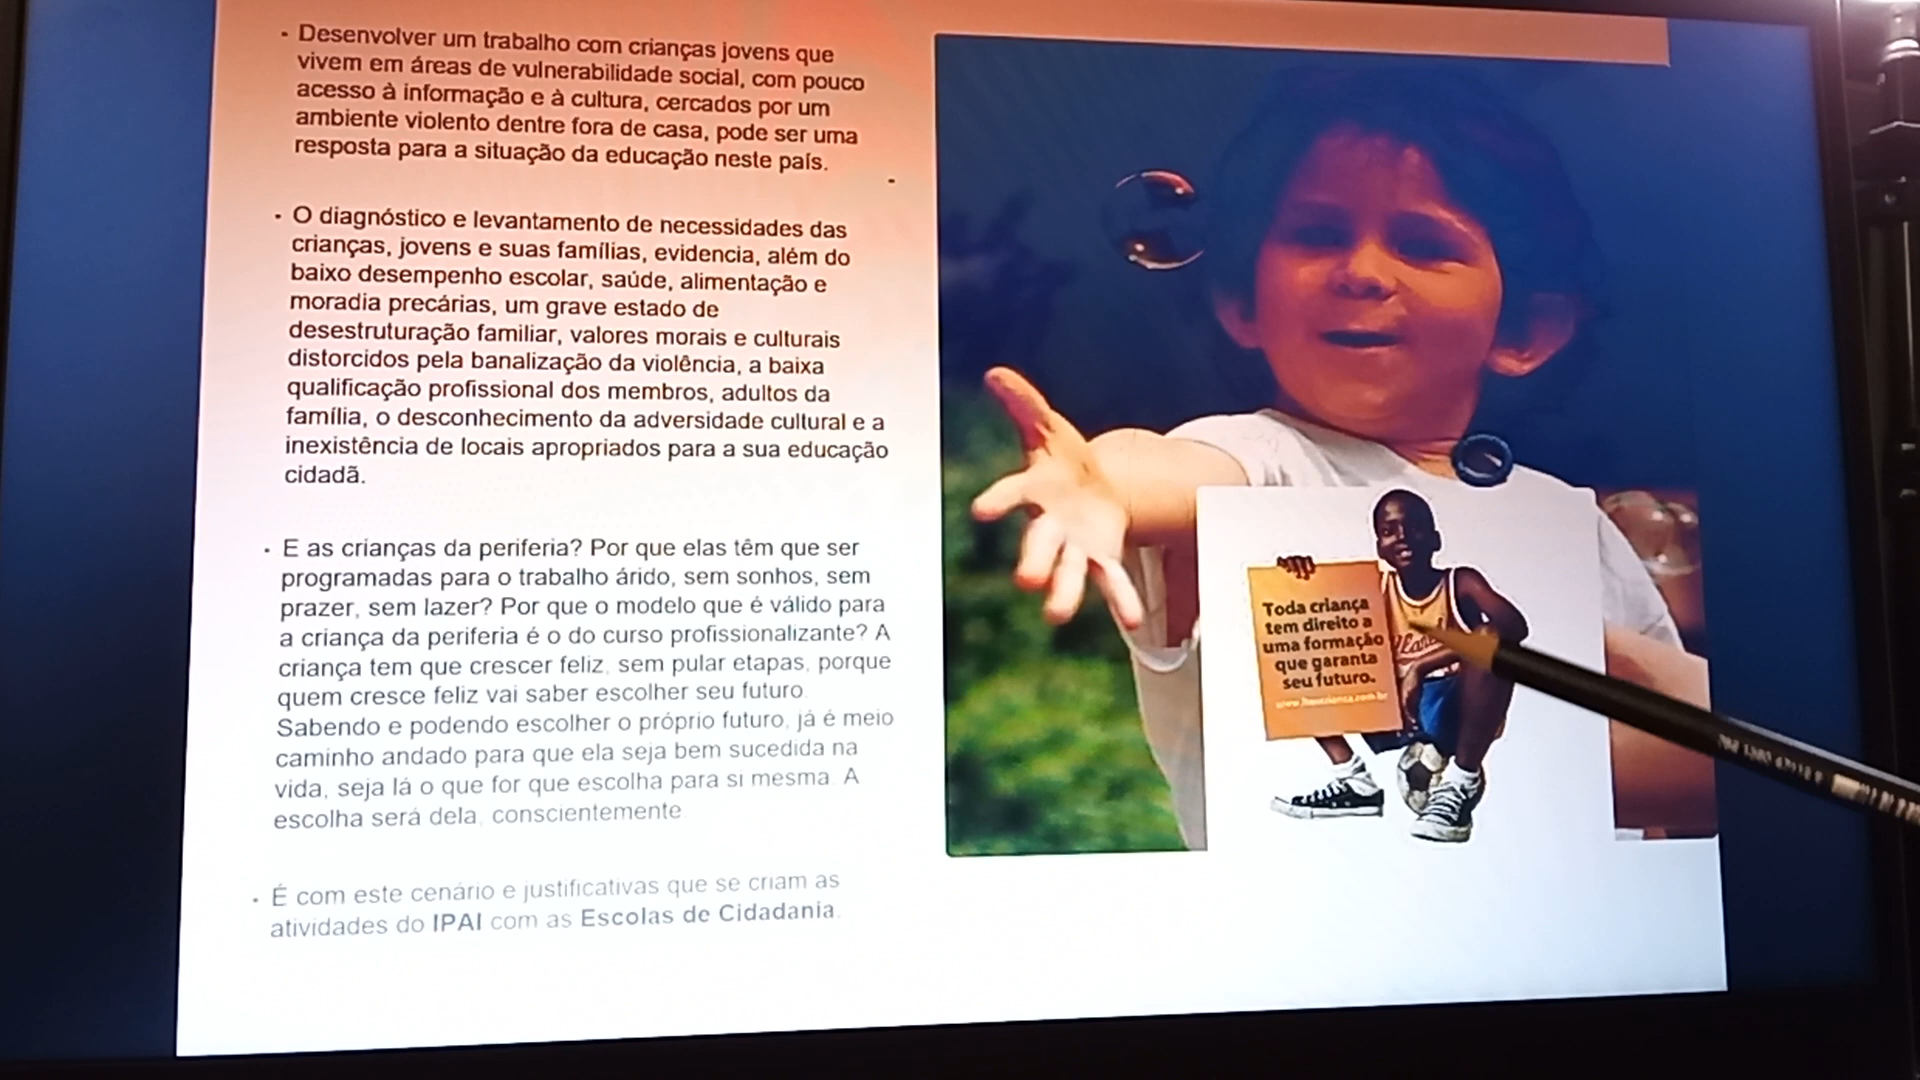 - Desenvolver um trabalho com crianças jovens que
vivem em áreas de vulnerabilidade social, com pouco
acesso à informação e à cultura, cercados por um
ambiente violento dentre fora de casa, pode ser uma
resposta para a situação da educação neste país.
- O diagnóstico e levantamento de necessidades das
crianças, jovens e suas famílias, evidencia, além do
baixo desempenho escolar, saúde, alimentação e
moradia precárias, um grave estado de
desestruturação familiar, valores morais e culturais
distorcidos pela banalização da violência, a baixa
qualificação profissional dos membros, adultos da
família, o desconhecimento da adversidade cultural e a
inexistência de locais apropriados para a sua educação
cidadã.
- E as crianças da periferia? Por que elas têm que ser
programadas para o trabalho árido, sem sonhos, sem
prazer, sem lazer? Por que o modelo que é válido para
a criança da periferia é o do curso profissionalizante? A
criança tem que crescer feliz, sem pular etapas, porque
quem cresce feliz vai saber escolher seu futuro.
Sabendo e podendo escolher o próprio futuro, já é meio
caminho andado para que ela seja bem sucedida na
vida, seja lá o que for que escolha para si mesma. A
escolha será dela, conscientemente.
- É com este cenário e justificativas que se criam as
atividades do IPAI com as Escolas de Cidadania.
Toda criança
tem direito a
uma formação
que garanta
seu futuro.